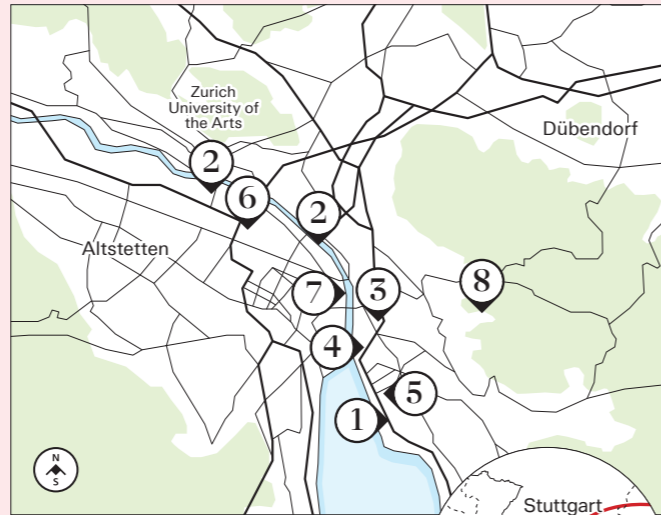 Zurich
University of
the Arts
Dübendorf
2
6
2
Altstetten
8
7
3
4
5
1
N
S
Stuttgart